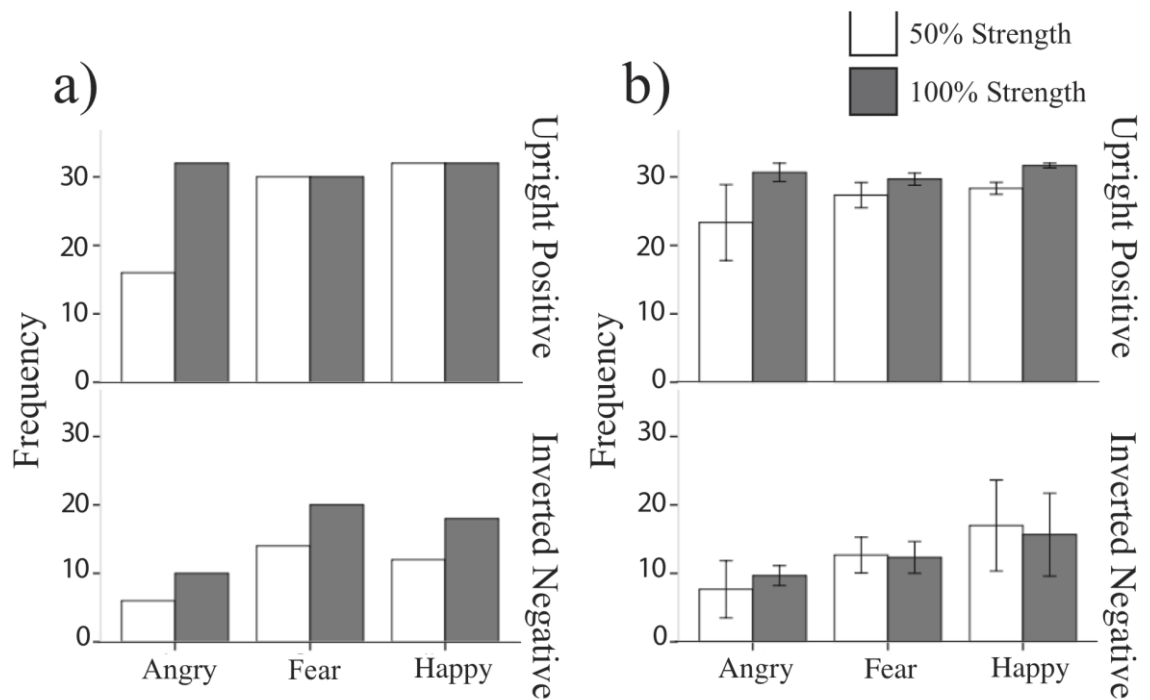 50% Strength
100% Strength
a)
b)
Frequency
30
20
10
0
Upright Positive
30
20
10
0
Inverted Negative
Angry Fear Happy
Frequency
30
20
10
0
Upright Positive
30
20
10
0
Inverted Negative
Angry Fear Happy